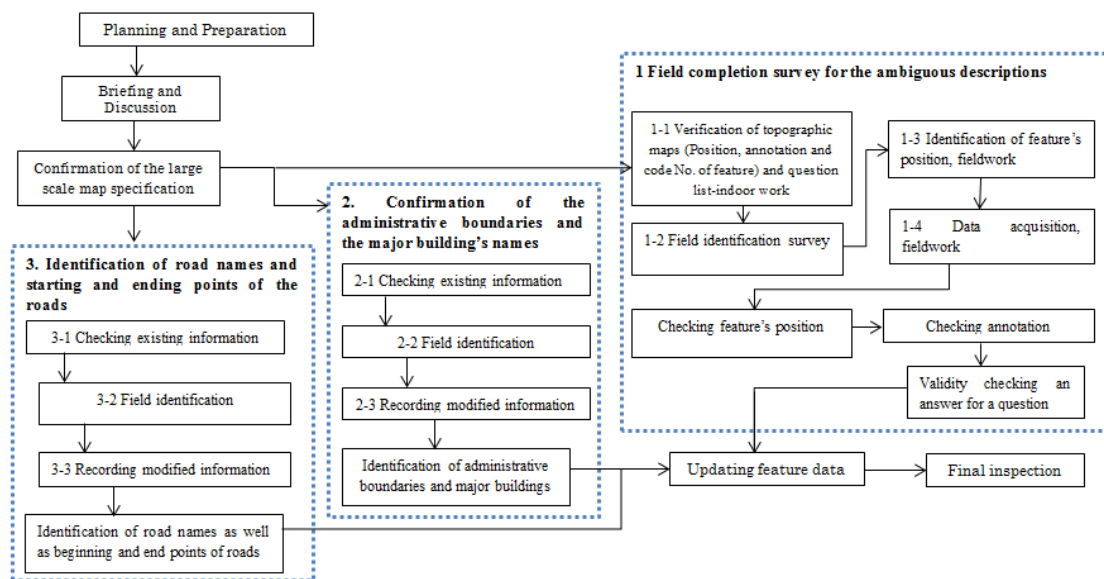 Planning and Preparation
Briefing and
Discussion
Confirmation of the large
scale map specification
1 Field completion survey for the ambiguous descriptions
1-1 Verification of topographic
maps (Position, annotation and
code No. of feature) and question
list-indoor work
1-2 Field identification survey
1-3 Identification of feature's
position, fieldwork
1-4 Data acquisition,
fieldwork
Checking feature's position
Checking annotation
Validity checking an
answer for a question
2. Confirmation of the
administrative boundaries and
the major building's names
2-1 Checking existing information
2-2 Field identification
2-3 Recording modified information
Identification of administrative
boundaries and major buildings
3. Identification of road names and
starting and ending points of the
roads
3-1 Checking existing information
3-2 Field identification
3-3 Recording modified information
Identification of road names as well
as beginning and end points of roads
Updating feature data
Final inspection